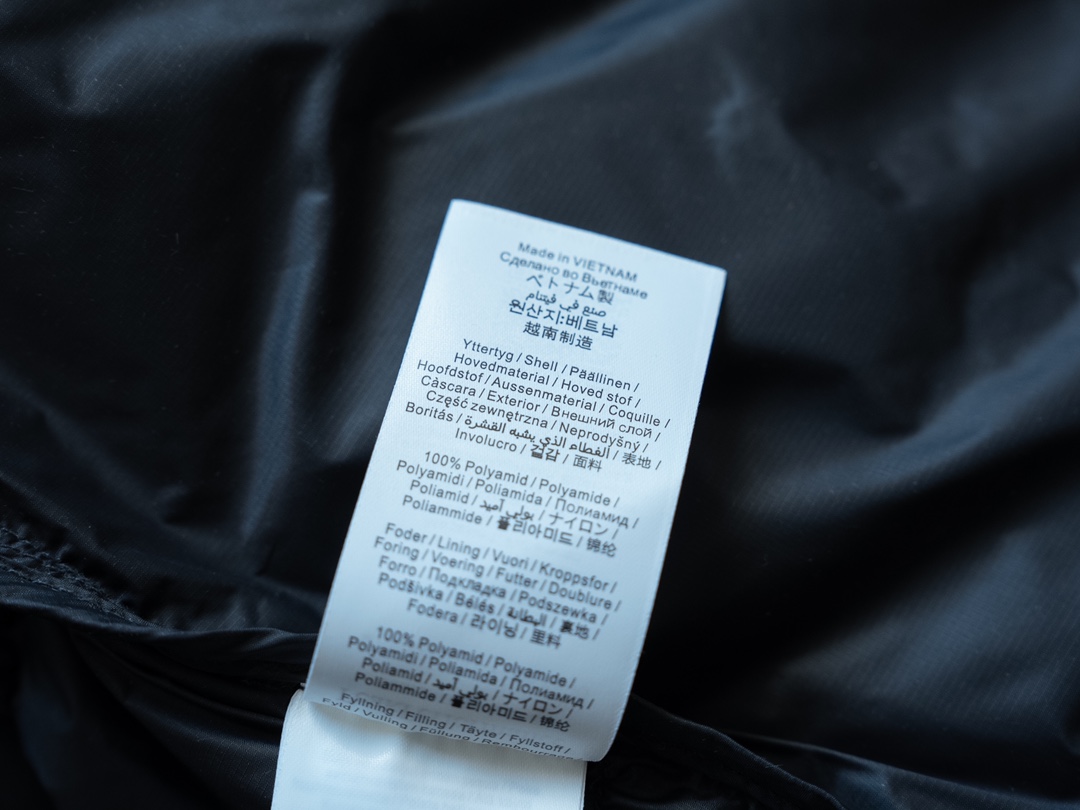 Made in VIETNAM
Сделано во Вьетнаме
ベトナム製
صنع في فيتنام
원산지:베트남
越南制造
Yttertyg / Shell / Päällinen /
Hovedmaterial / Hoved stof /
Hoofdstof / Aussenmaterial / Coquille /
Càscara / Exterior / Внешний слой /
Część zewnętrzna / Neprodyšný /
Boritás / الغطاء الذي يشبه القشرة / 表地 /
Involucro / 겉감 / 面料
100% Polyamid / Polyamide /
Polyamidi / Poliamida / Полиамид /
Poliamid / بولي أميد / ナイロン /
Poliammide / 폴리아미드 / 锦纶
Foder / Lining / Vuori / Kroppsfor /
Foring / Voering / Futter / Doublure /
Forro / Подкладка / Podszewka /
Podšívka / Bélés / البطانة / 裏地 /
Fodera / 라이닝 / 里料
100% Polyamid / Polyamide /
Polyamidi / Poliamida / Полиамид /
Poliamid / بولي أميد / ナイロン /
Poliammide / 폴리아미드 / 锦纶
Fyllning / Filling / Täyte / Fyllstoff /
Fyld / Vulling / Füllung / Rembourrage